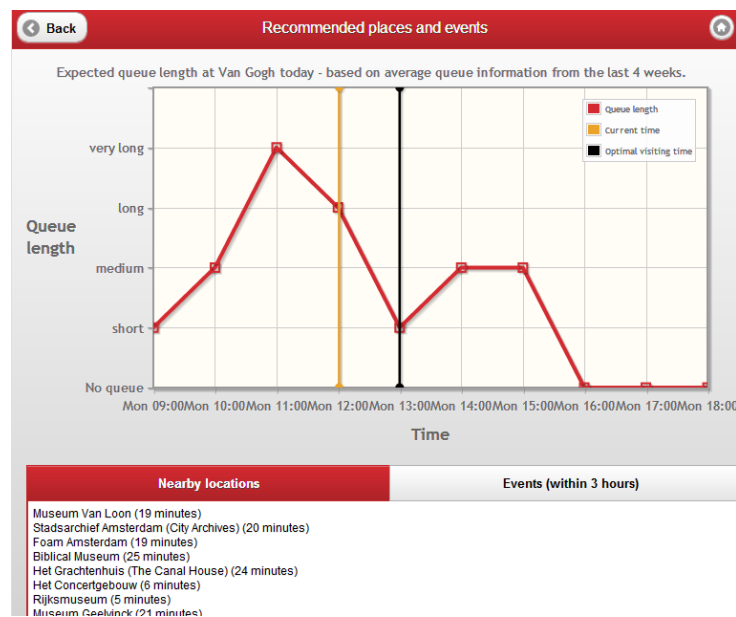 Back
Recommended places and events
Expected queue length at Van Gogh today - based on average queue information from the last 4 weeks.
Queue length
Current time
Optimal visiting time
very long
long
Queue
length
medium
short
No queue
Mon 09:00Mon 10:00Mon 11:00Mon 12:00Mon 13:00Mon 14:00Mon 15:00Mon 16:00Mon 17:00Mon 18:00
Time
Nearby locations
Events (within 3 hours)
Museum Van Loon (19 minutes)
Stadsarchief Amsterdam (City Archives) (20 minutes)
Foam Amsterdam (19 minutes)
Biblical Museum (25 minutes)
Het Grachtenhuis (The Canal House) (24 minutes)
Het Concertgebouw (6 minutes)
Rijksmuseum (5 minutes)
Museum Geelvinck (21 minutes)